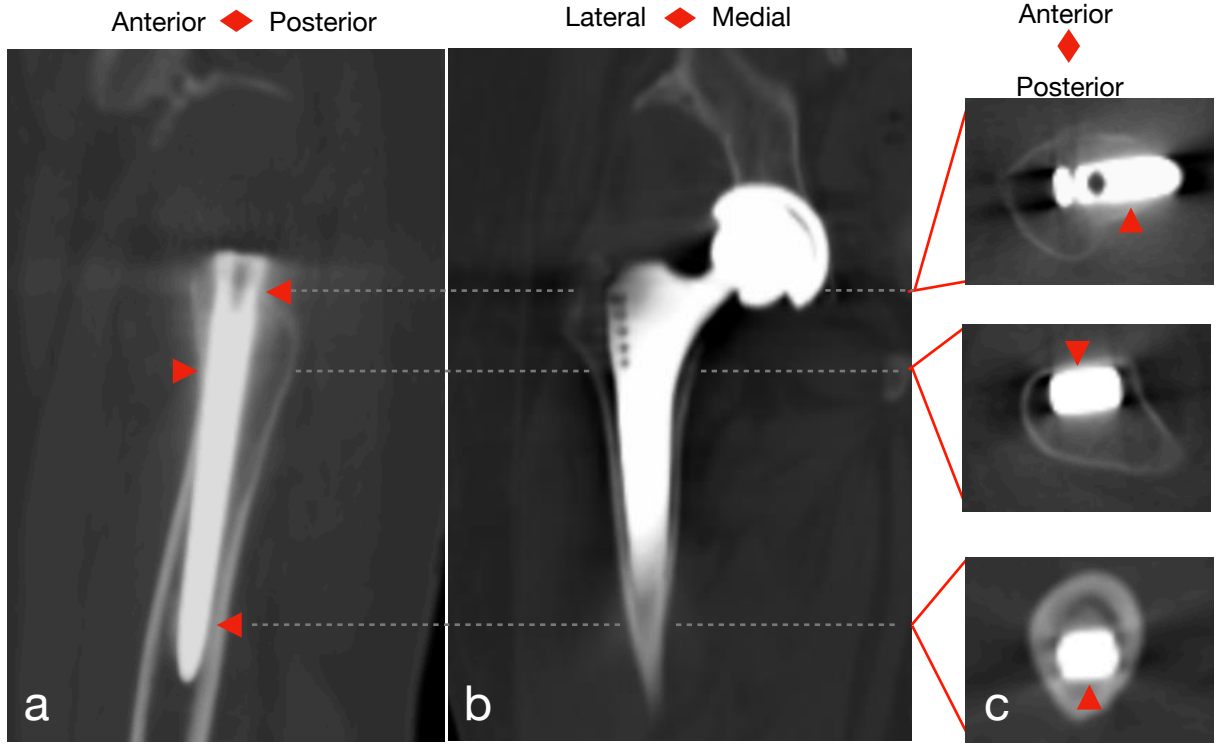 Anterior Posterior
Lateral Medial
Anterior
Posterior
a
b
c